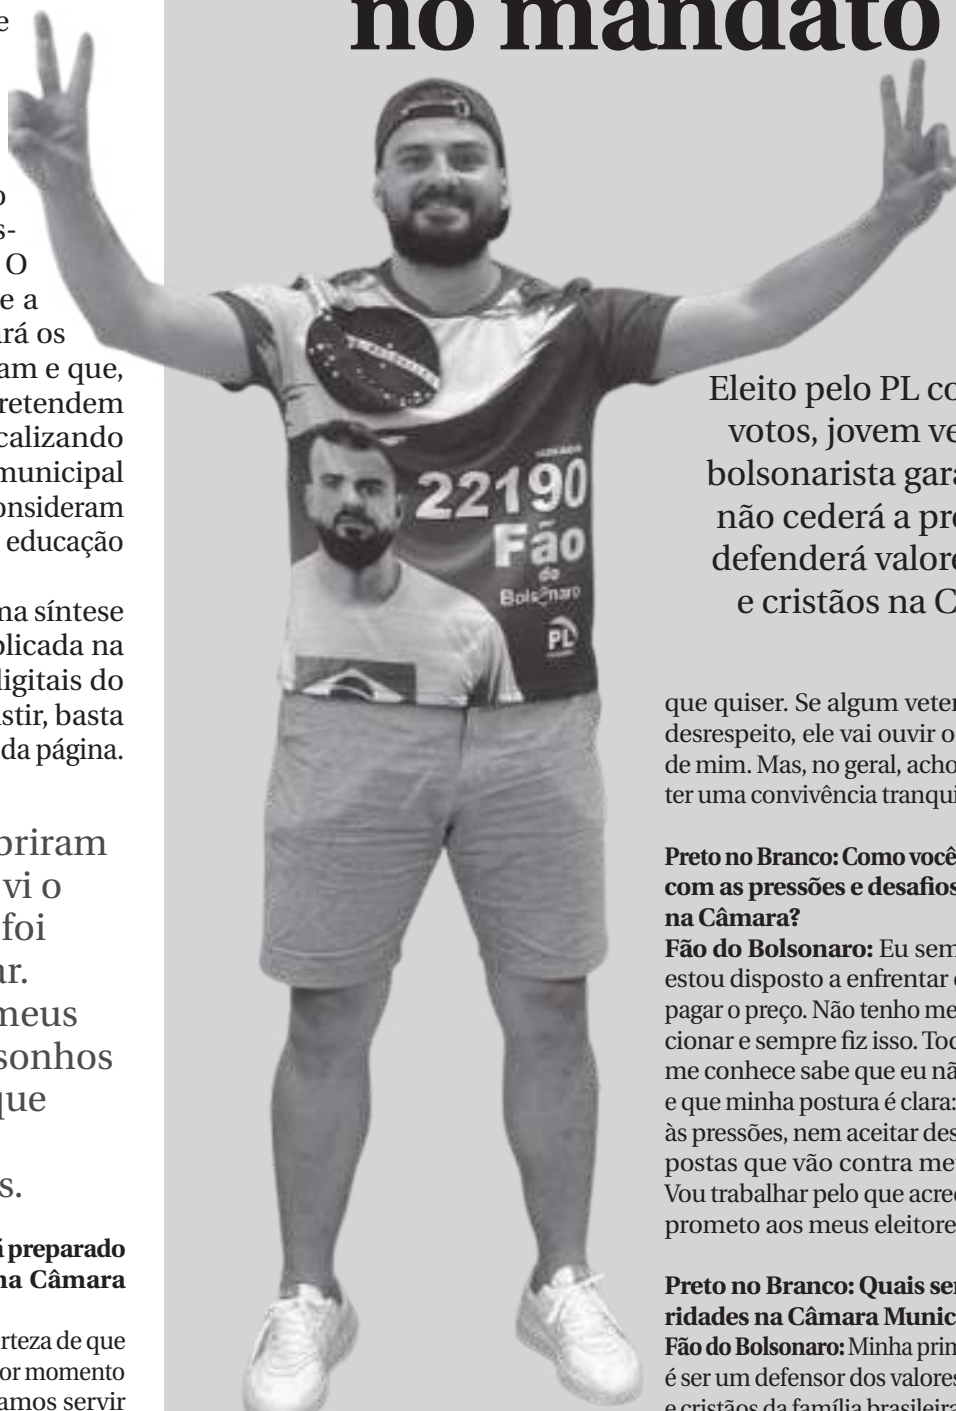 no mandato
e
o
s-
O
e a
rá os
am e que,
retendem
calizando
municipal
onsideram
educação
ma síntese
blicada na
ligitais do
stir, basta
da página.
briram
vi o
foi
ar.
meus
sonhos
que
s.
á preparado
na Câmara
rteza de que
or momento
amos servir
22190
Fão
do
Bolsonaro
PL
Eleito pelo PL co
votos, jovem ve
bolsonarista gara
não cederá a pre
defenderá valore
e cristãos na C
que quiser. Se algum veter
desrespeito, ele vai ouvir o
de mim. Mas, no geral, acho
ter uma convivência tranqui
Preto no Branco: Como você
com as pressões e desafios
na Câmara?
Fão do Bolsonaro: Eu sem
estou disposto a enfrentar
pagar o preço. Não tenho me
cionar e sempre fiz isso. Tod
me conhece sabe que eu nã
e que minha postura é clara:
às pressões, nem aceitar des
postas que vão contra me
Vou trabalhar pelo que acre
prometo aos meus eleitore
Preto no Branco: Quais ser
ridades na Câmara Munic
Fão do Bolsonaro: Minha prim
é ser um defensor dos valores
e cristãos da família brasileira